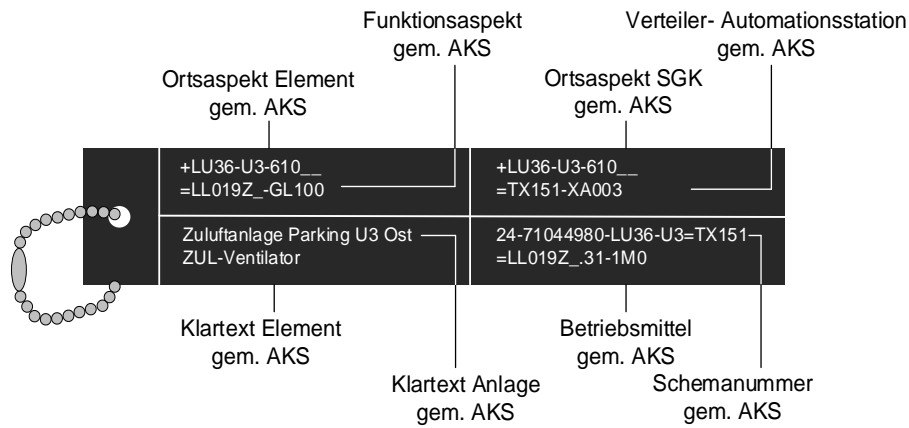 Funktionsaspekt
gem. AKS
Verteiler- Automationsstation
gem. AKS
Ortsaspekt Element
gem. AKS
Ortsaspekt SGK
gem. AKS
+LU36-U3-610__
=LL019Z_-GL100
+LU36-U3-610__
=TX151-XA003
Zuluftanlage Parking U3 Ost
ZUL-Ventilator
24-71044980-LU36-U3=TX151
=LL019Z_.31-1M0
Klartext Element
gem. AKS
Betriebsmittel
gem. AKS
Klartext Anlage
gem. AKS
Schemanummer
gem. AKS